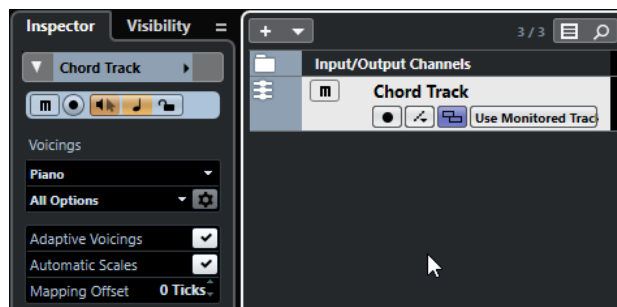 Inspector Visibility
Chord Track
m
Voicings
Piano
All Options
Adaptive Voicings
Automatic Scales
Mapping Offset 0 Ticks
+ 3 / 3
Input/Output Channels
m Chord Track
Use Monitored Trac